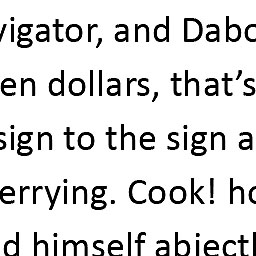 vigator, and Dabo
en dollars, that’s
sign to the sign a
errying. Cook! ho
d himself abjectl